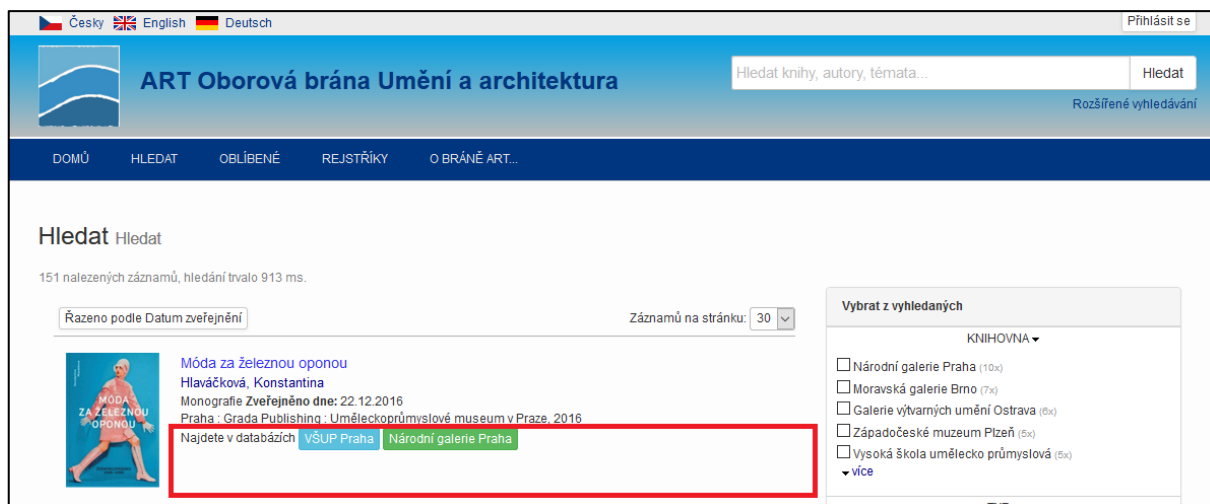 Česky English Deutsch
Přihlásit se
ART Oborová brána Umění a architektura
Hledat knihy, autory, témata...
Hledat
Rozšířené vyhledávání
DOMŮ HLEDAT OBLÍBENÉ REJSTŘÍKY O BRÁNĚ ART...
Hledat Hledat
151 nalezených záznamů, hledání trvalo 913 ms.
Řazeno podle Datum zveřejnění
Záznamů na stránku: 30
MÓDA
ZA ŽELEZNOU
OPONOU
Móda za železnou oponou
Hlaváčková, Konstantina
Monografie Zveřejněno dne: 22.12.2016
Praha : Grada Publishing : Uměleckoprůmyslové museum v Praze, 2016
Najdete v databázích VŠUP Praha Národní galerie Praha
Vybrat z vyhledaných
KNIHOVNA
Národní galerie Praha (10x)
Moravská galerie Brno (7x)
Galerie výtvarných umění Ostrava (6x)
Západočeské muzeum Plzeň (5x)
Vysoká škola umělecko průmyslová (5x)
více